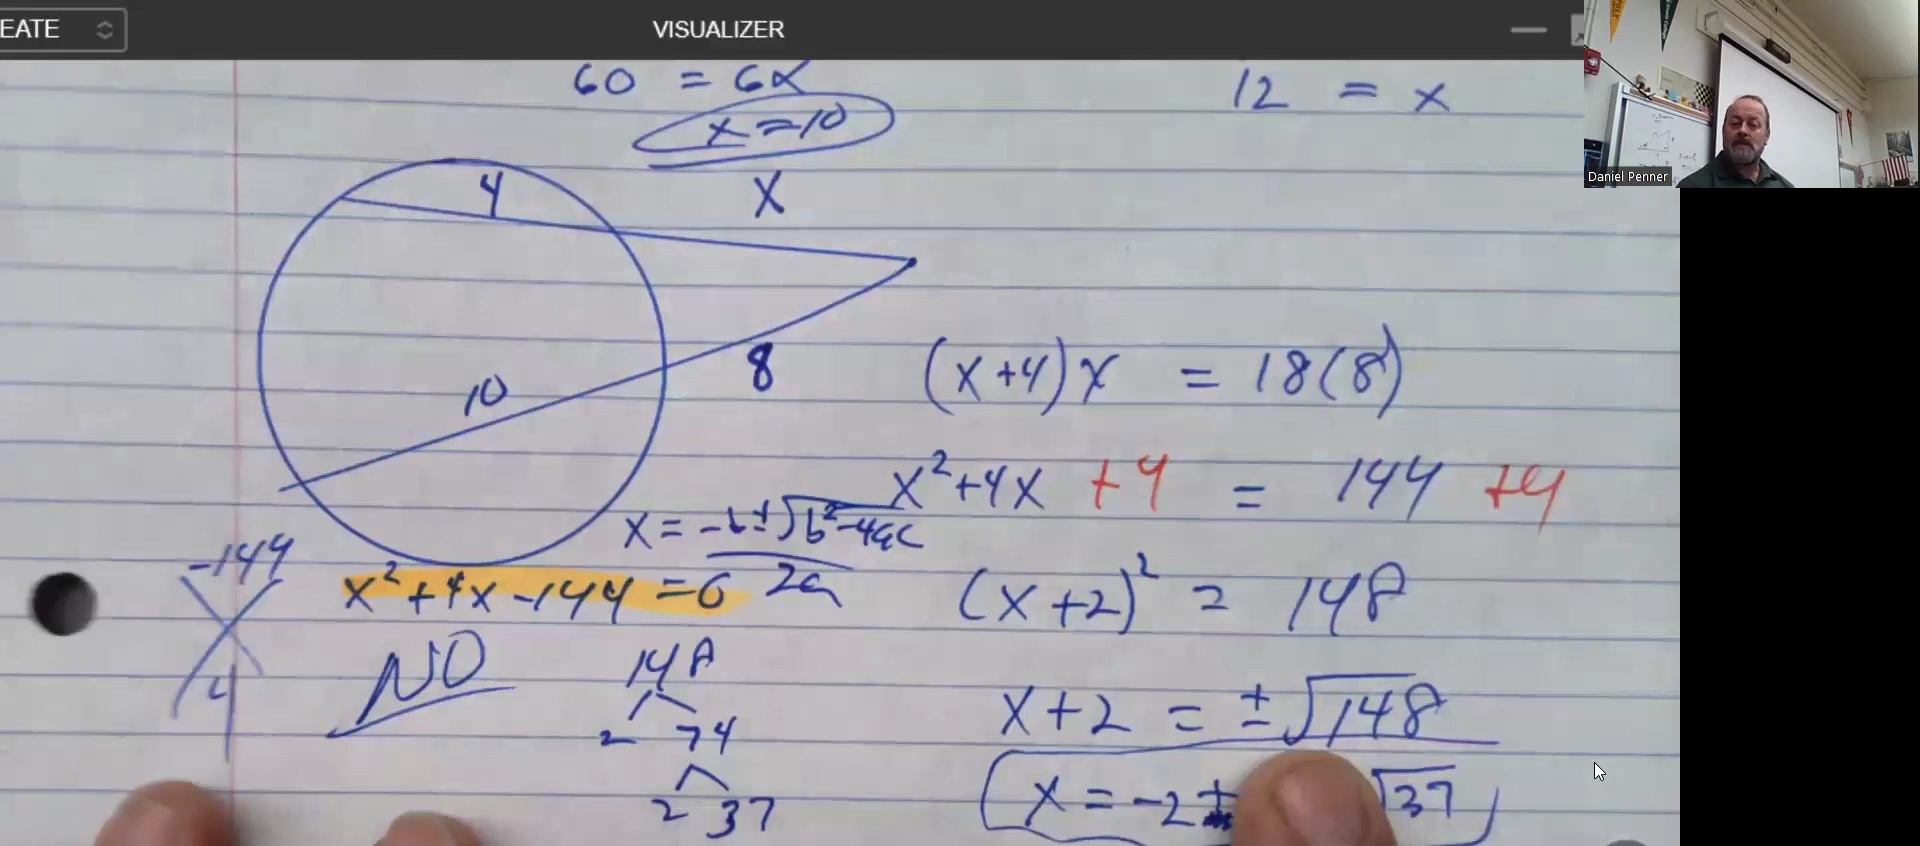 EATE
VISUALIZER
Daniel Penner
60 = 6x
12 = x
x = 10
4
X
10
8
(x+4)x = 18(8)
x²+4x +4 = 144 +4
x = -b±√b²-4ac
2a
-144
4
x²+4x-144=0
NO
(x+2)² = 148
148
2 74
2 37
x+2 = ±√148
x = -2± √37